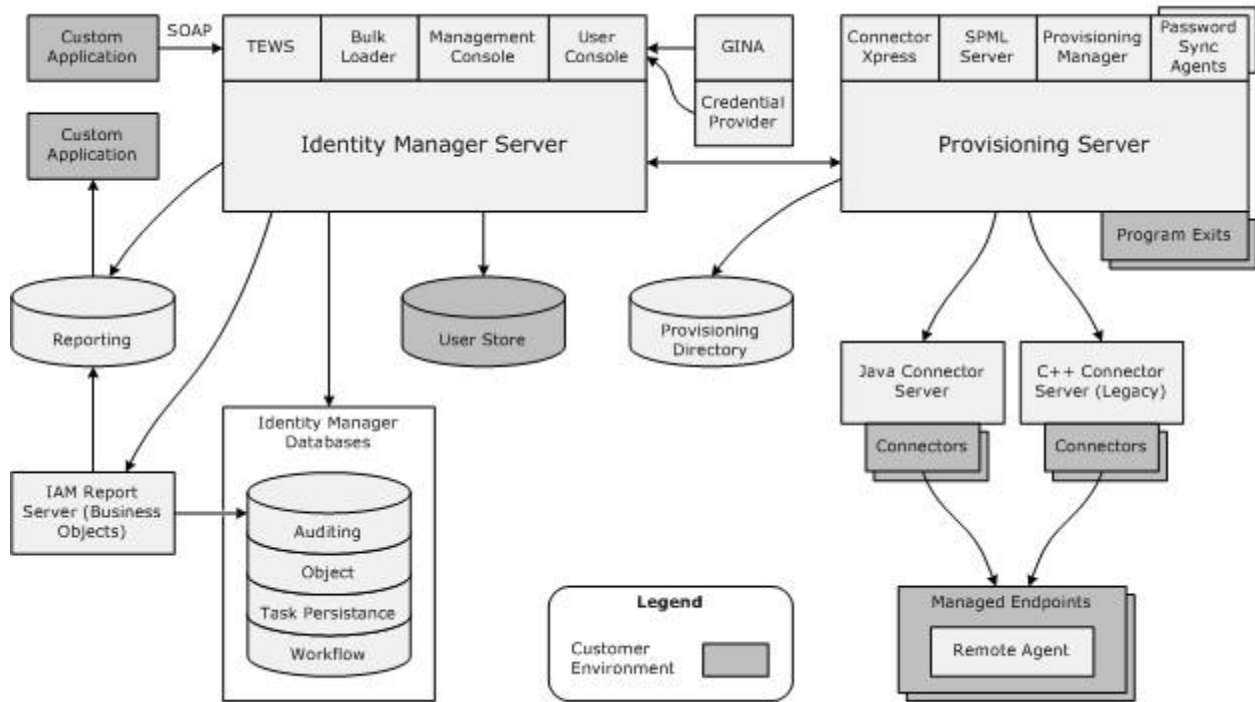 Custom
Application
SOAP
TEWS
Bulk
Loader
Management
Console
User
Console
GINA
Connector
Xpress
SPML
Server
Provisioning
Manager
Password
Sync
Agents
Custom
Application
Identity Manager Server
Credential
Provider
Provisioning Server
Program Exits
Reporting
User Store
Provisioning
Directory
Java Connector
Server
C++ Connector
Server (Legacy)
Connectors
Connectors
Identity Manager
Databases
IAM Report
Server (Business
Objects)
Auditing
Object
Task Persistance
Workflow
Legend
Customer
Environment
Managed Endpoints
Remote Agent